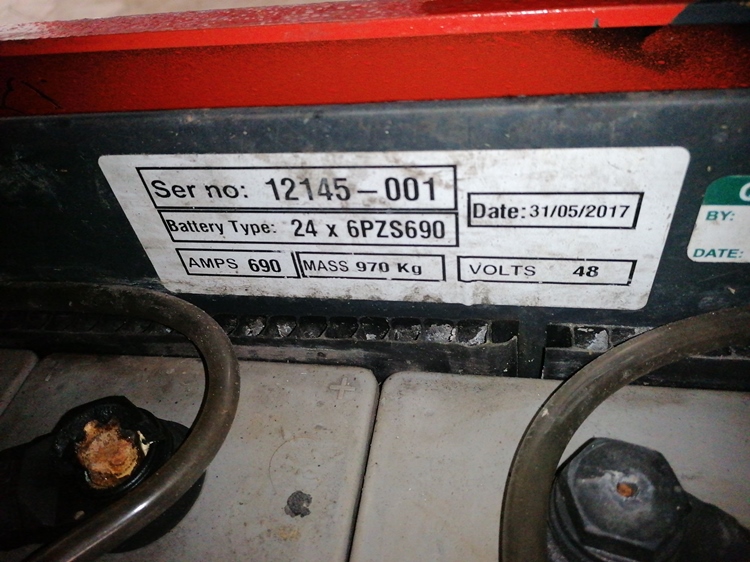 Ser no: 12145-001
Date: 31/05/2017
Battery Type: 24 x 6PZS690
AMPS 690
MASS 970 Kg
VOLTS 48
BY:
DATE:
+